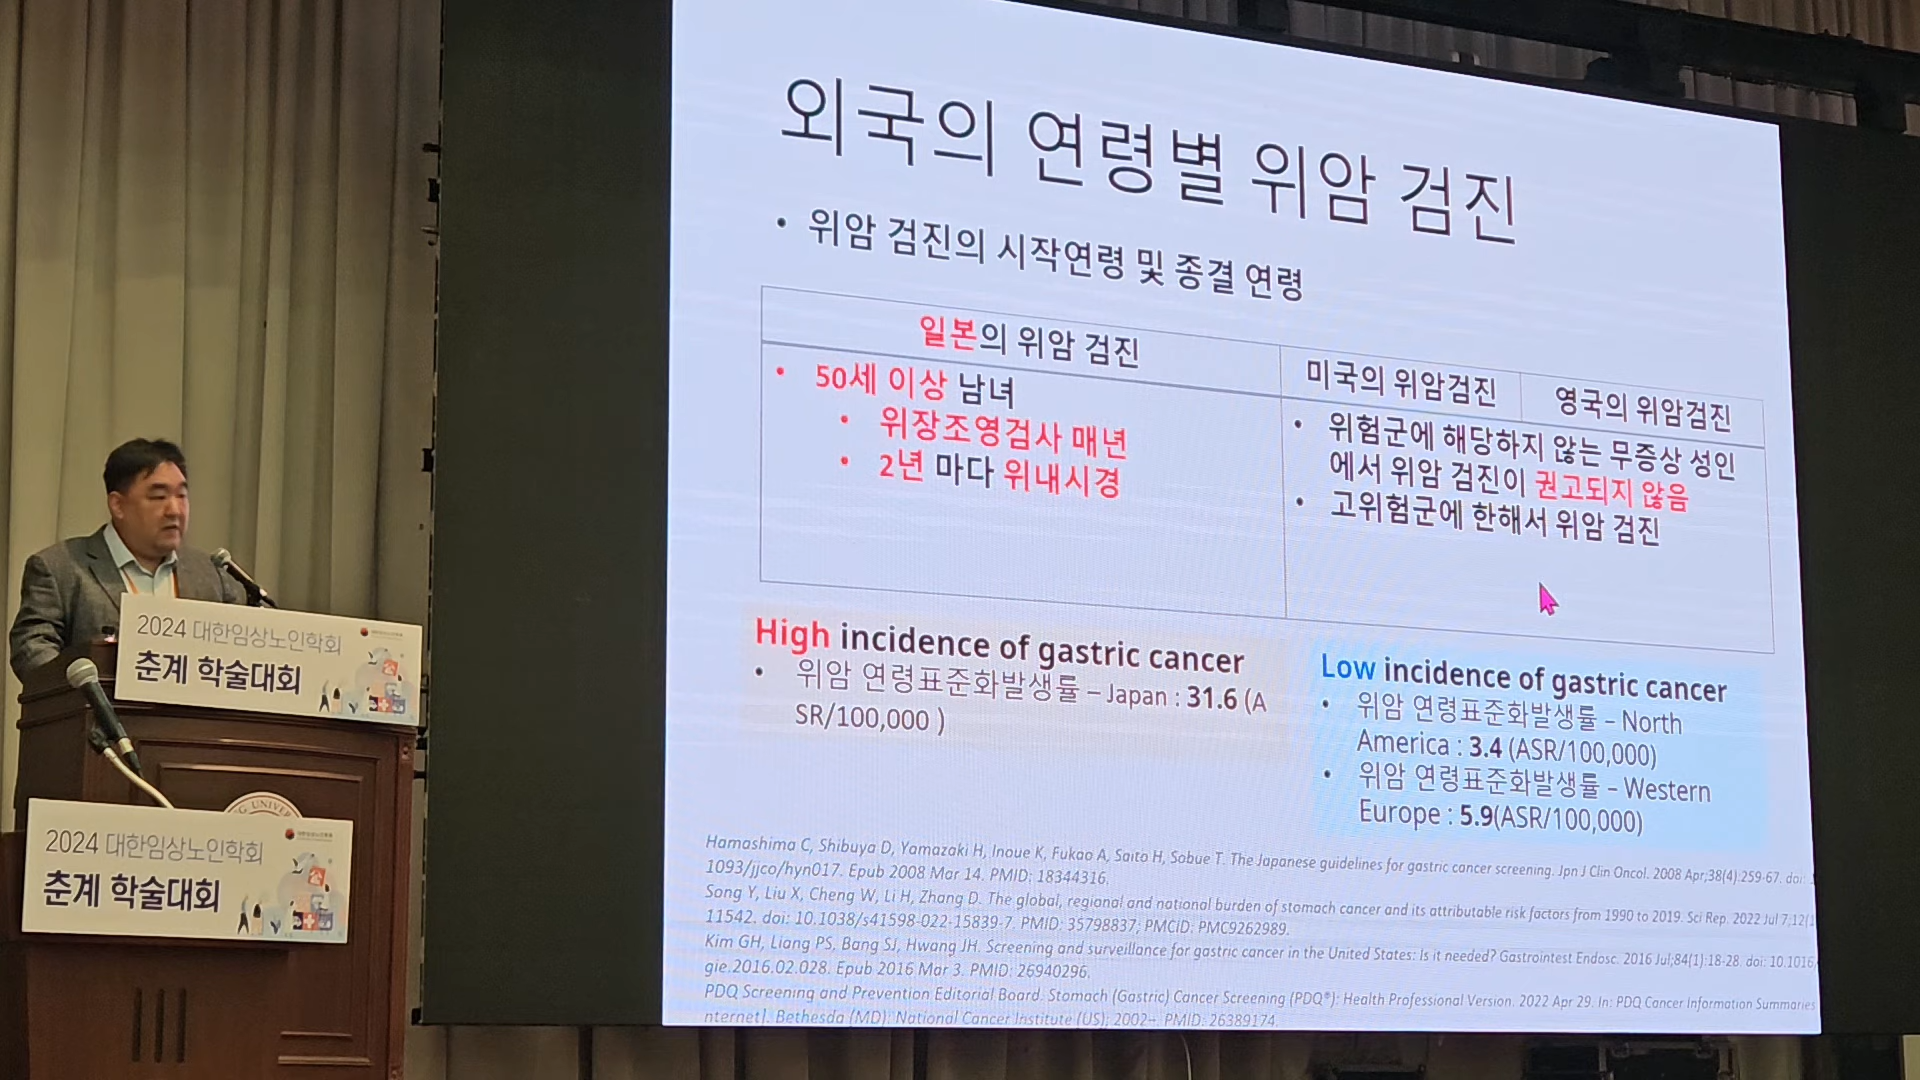 외국의 연령별 위암 검진
• 위암 검진의 시작연령 및 종결 연령
일본의 위암 검진
• 50세 이상 남녀
• 위장조영검사 매년
• 2년 마다 위내시경
미국의 위암검진
영국의 위암검진
• 위험군에 해당하지 않는 무증상 성인
에서 위암 검진이 권고되지 않음
• 고위험군에 한해서 위암 검진
High incidence of gastric cancer
• 위암 연령표준화발생률 – Japan : 31.6 (A
SR/100,000 )
Low incidence of gastric cancer
• 위암 연령표준화발생률 – North
America : 3.4 (ASR/100,000)
• 위암 연령표준화발생률 – Western
Europe : 5.9(ASR/100,000)
Hamashima C, Shibuya D, Yamazaki H, Inoue K, Fukao A, Saito H, Sobue T. The Japanese guidelines for gastric cancer screening. Jpn J Clin Oncol. 2008 Apr;38(4):259-67. doi:
1093/jjco/hyn017. Epub 2008 Mar 14. PMID: 18344316.
Song Y, Liu X, Cheng W, Li H, Zhang D. The global, regional and national burden of stomach cancer and its attributable risk factors from 1990 to 2019. Sci Rep. 2022 Jul 7;12(1
11542. doi: 10.1038/s41598-022-15839-7. PMID: 35798837; PMCID: PMC9262989.
Kim GH, Liang PS, Bang SJ, Hwang JH. Screening and surveillance for gastric cancer in the United States: Is it needed? Gastrointest Endosc. 2016 Jul;84(1):18-28. doi: 10.1016
gie.2016.02.028. Epub 2016 Mar 3. PMID: 26940296.
PDQ Screening and Prevention Editorial Board. Stomach (Gastric) Cancer Screening (PDQ®): Health Professional Version. 2022 Apr 29. In: PDQ Cancer Information Summaries
nternet]. Bethesda (MD): National Cancer Institute (US); 2002–. PMID: 26389174.
2024 대한임상노인학회
춘계 학술대회
G UNIVER
2024 대한임상노인학회
춘계 학술대회